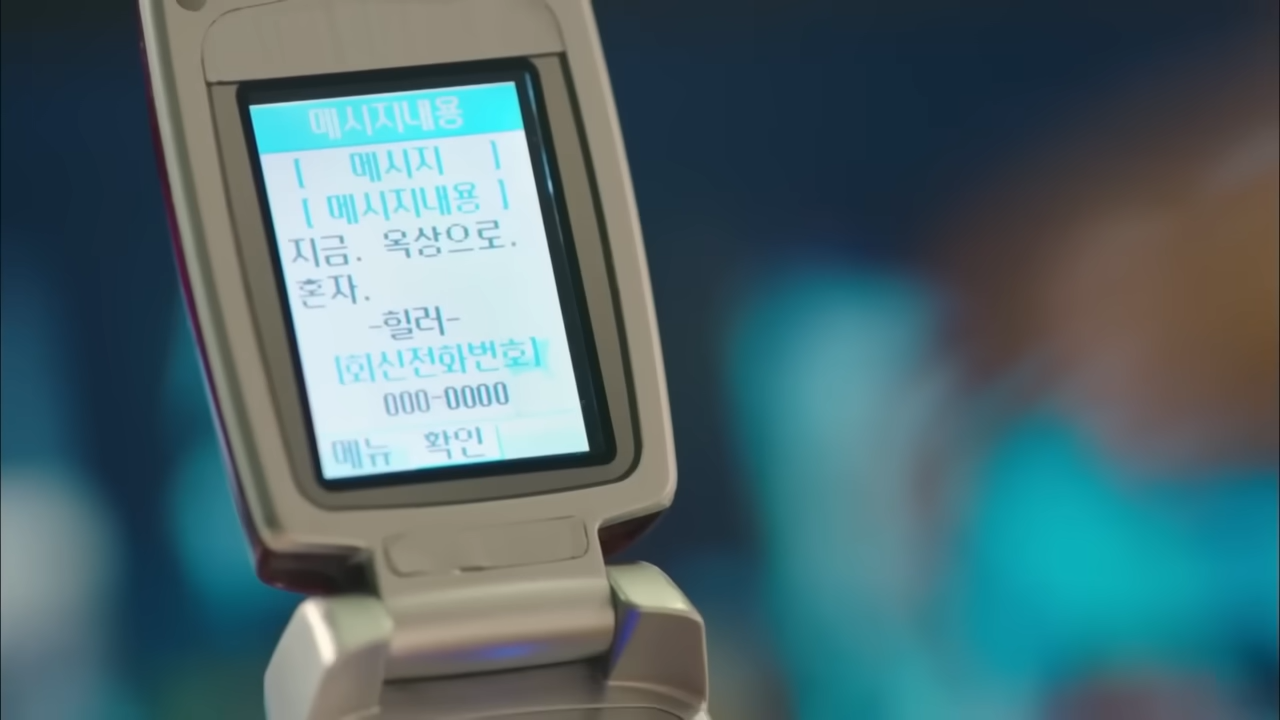 메시지내용
[ 메시지 ]
[ 메시지내용 ]
지금. 옥상으로.
혼자.
-힐러-
[회신전화번호]
000-0000
메뉴 확인